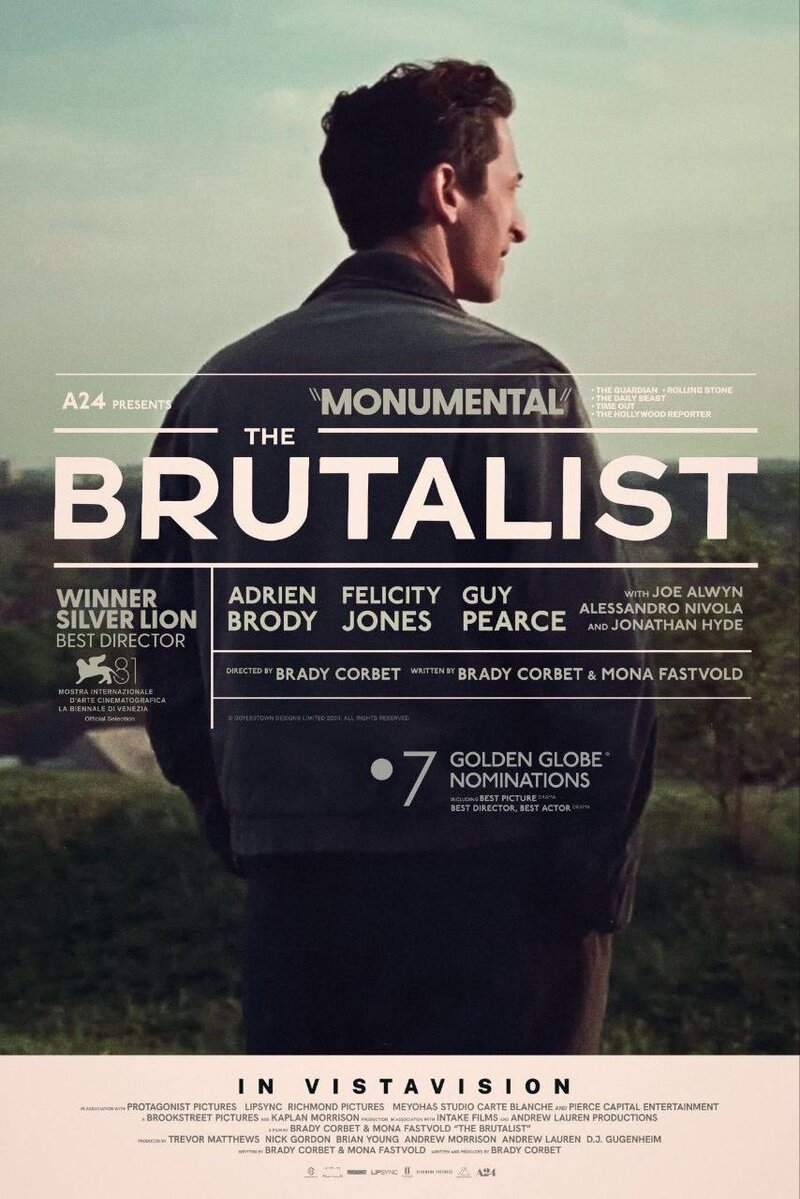 A24 PRESENTS
"MONUMENTAL"
• THE GUARDIAN • ROLLING STONE
• THE DAILY BEAST
• TIME OUT
• THE HOLLYWOOD REPORTER
THE
BRUTALIST
WINNER
SILVER LION
BEST DIRECTOR
81
MOSTRA INTERNAZIONALE
D'ARTE CINEMATOGRAFICA
LA BIENNALE DI VENEZIA
Official Selection
ADRIEN BRODY
FELICITY JONES
GUY PEARCE
WITH JOE ALWYN
ALESSANDRO NIVOLA
AND JONATHAN HYDE
DIRECTED BY BRADY CORBET WRITTEN BY BRADY CORBET & MONA FASTVOLD
© DOYLESTOWN DESIGNS LIMITED 2024. ALL RIGHTS RESERVED.
7 GOLDEN GLOBE®
NOMINATIONS
INCLUDING BEST PICTURE DRAMA
BEST DIRECTOR, BEST ACTOR DRAMA
IN VISTAVISION
IN ASSOCIATION WITH PROTAGONIST PICTURES LIPSYNC RICHMOND PICTURES MEYOHAS STUDIO CARTE BLANCHE AND PIERCE CAPITAL ENTERTAINMENT
A BROOKSTREET PICTURES AND KAPLAN MORRISON PRODUCTION IN ASSOCIATION WITH INTAKE FILMS AND ANDREW LAUREN PRODUCTIONS
A FILM BY BRADY CORBET & MONA FASTVOLD "THE BRUTALIST"
PRODUCED BY TREVOR MATTHEWS NICK GORDON BRIAN YOUNG ANDREW MORRISON ANDREW LAUREN D.J. GUGENHEIM
WRITTEN BY BRADY CORBET & MONA FASTVOLD WRITTEN AND PRODUCED BY BRADY CORBET
LIPSYNC
A24